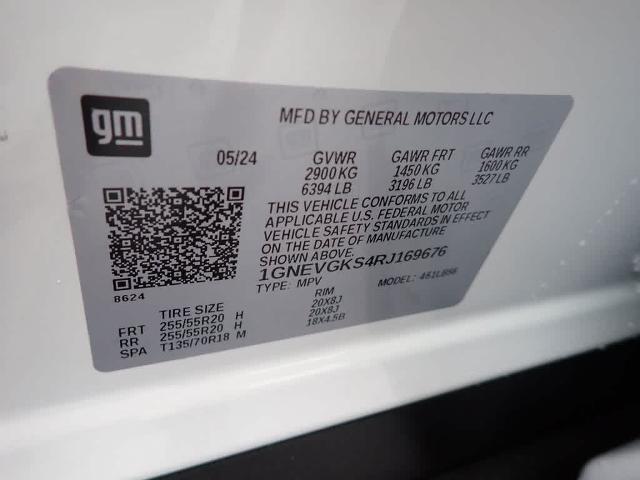 gm
MFD BY GENERAL MOTORS LLC
05/24 GVWR GAWR FRT GAWR RR
2900 KG 1450 KG 1600 KG
6394 LB 3196 LB 3527 LB
THIS VEHICLE CONFORMS TO ALL
APPLICABLE U.S. FEDERAL MOTOR
VEHICLE SAFETY STANDARDS IN EFFECT
ON THE DATE OF MANUFACTURE
SHOWN ABOVE.
1GNEVGKS4RJ169676
8624
TYPE: MPV MODEL:
TIRE SIZE RIM
FRT 255/55R20 H 20X8J
RR 255/55R20 H 20X8J
SPA T135/70R18 M 18X4.5B